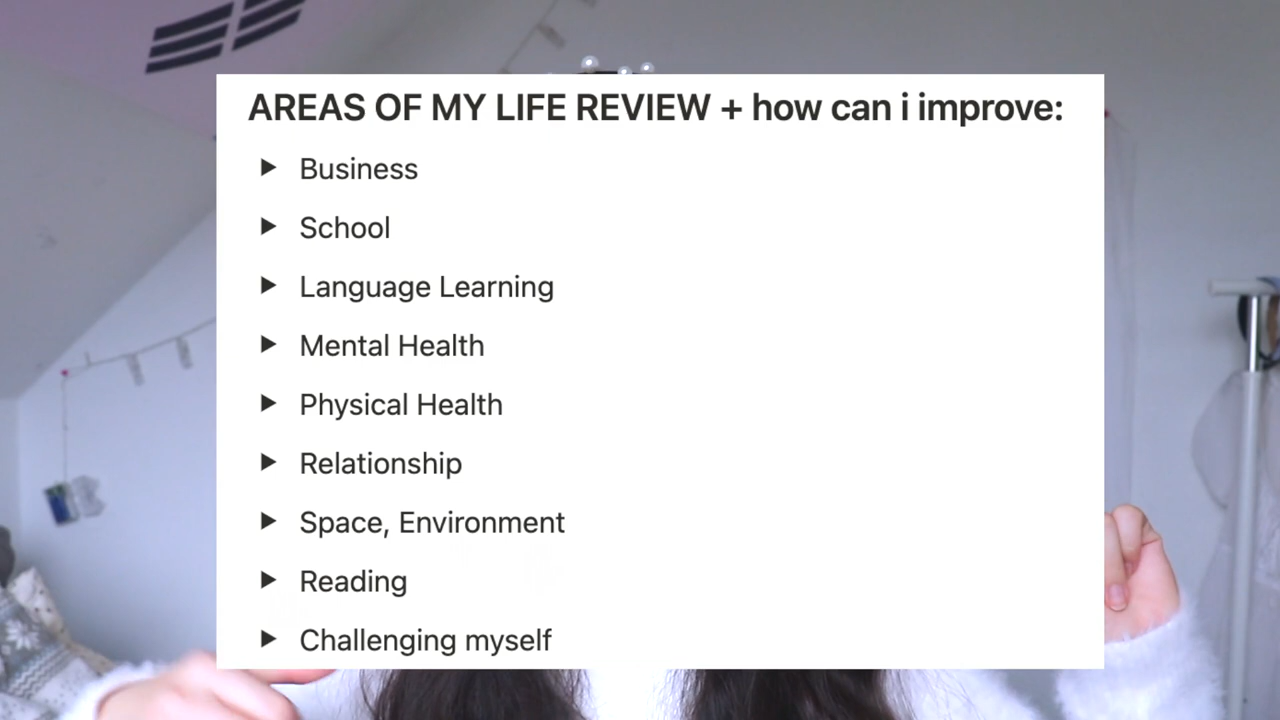 AREAS OF MY LIFE REVIEW + how can i improve:
Business
School
Language Learning
Mental Health
Physical Health
Relationship
Space, Environment
Reading
Challenging myself